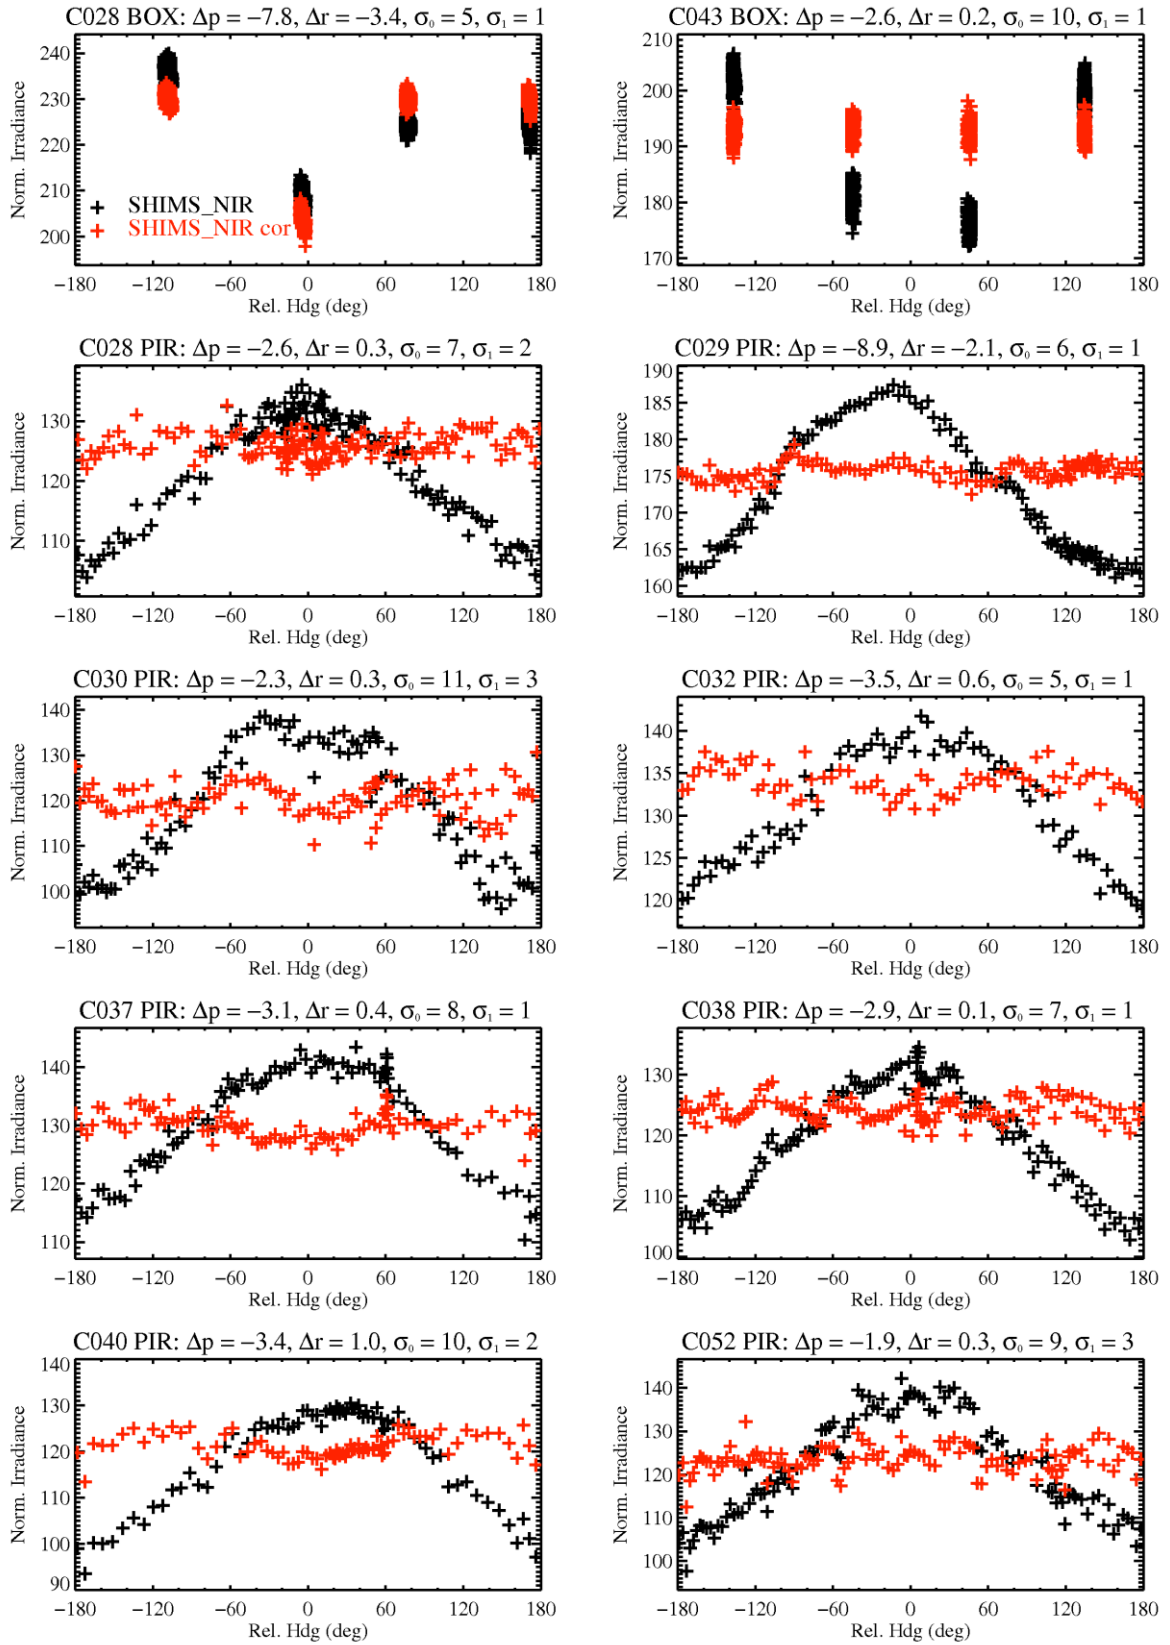 C028 BOX: Δp = −7.8, Δr = −3.4, σ₀ = 5, σ₁ = 1
Norm. Irradiance
240
230
220
210
200
SHIMS_NIR
SHIMS_NIR cor
−180 −120 −60 0 60 120 180
Rel. Hdg (deg)
C043 BOX: Δp = −2.6, Δr = 0.2, σ₀ = 10, σ₁ = 1
Norm. Irradiance
210
200
190
180
170
−180 −120 −60 0 60 120 180
Rel. Hdg (deg)
C028 PIR: Δp = −2.6, Δr = 0.3, σ₀ = 7, σ₁ = 2
Norm. Irradiance
130
120
110
−180 −120 −60 0 60 120 180
Rel. Hdg (deg)
C029 PIR: Δp = −8.9, Δr = −2.1, σ₀ = 6, σ₁ = 1
Norm. Irradiance
190
185
180
175
170
165
160
−180 −120 −60 0 60 120 180
Rel. Hdg (deg)
C030 PIR: Δp = −2.3, Δr = 0.3, σ₀ = 11, σ₁ = 3
Norm. Irradiance
140
130
120
110
100
−180 −120 −60 0 60 120 180
Rel. Hdg (deg)
C032 PIR: Δp = −3.5, Δr = 0.6, σ₀ = 5, σ₁ = 1
Norm. Irradiance
140
135
130
125
120
−180 −120 −60 0 60 120 180
Rel. Hdg (deg)
C037 PIR: Δp = −3.1, Δr = 0.4, σ₀ = 8, σ₁ = 1
Norm. Irradiance
140
130
120
110
−180 −120 −60 0 60 120 180
Rel. Hdg (deg)
C038 PIR: Δp = −2.9, Δr = 0.1, σ₀ = 7, σ₁ = 1
Norm. Irradiance
130
120
110
100
−180 −120 −60 0 60 120 180
Rel. Hdg (deg)
C040 PIR: Δp = −3.4, Δr = 1.0, σ₀ = 10, σ₁ = 2
Norm. Irradiance
140
130
120
110
100
90
−180 −120 −60 0 60 120 180
Rel. Hdg (deg)
C052 PIR: Δp = −1.9, Δr = 0.3, σ₀ = 9, σ₁ = 3
Norm. Irradiance
140
130
120
110
100
−180 −120 −60 0 60 120 180
Rel. Hdg (deg)